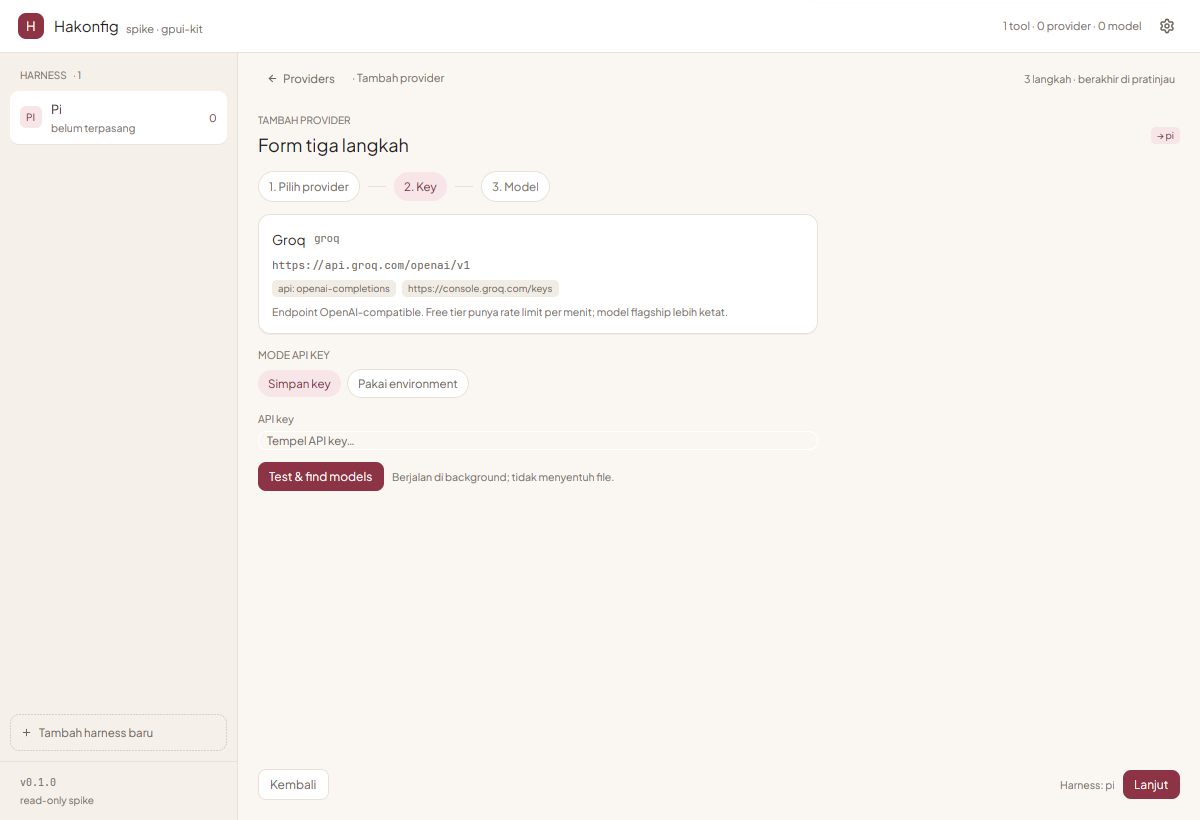 H Hakonfig spike · gpui-kit
1 tool · 0 provider · 0 model
HARNESS · 1
PI Pi 0
belum terpasang
+ Tambah harness baru
v0.1.0
read-only spike
← Providers · Tambah provider
3 langkah · berakhir di pratinjau
TAMBAH PROVIDER
Form tiga langkah
→ pi
1. Pilih provider 2. Key 3. Model
Groq groq
https://api.groq.com/openai/v1
api: openai-completions https://console.groq.com/keys
Endpoint OpenAI-compatible. Free tier punya rate limit per menit; model flagship lebih ketat.
MODE API KEY
Simpan key Pakai environment
API key
Tempel API key…
Test & find models Berjalan di background; tidak menyentuh file.
Kembali
Harness: pi Lanjut